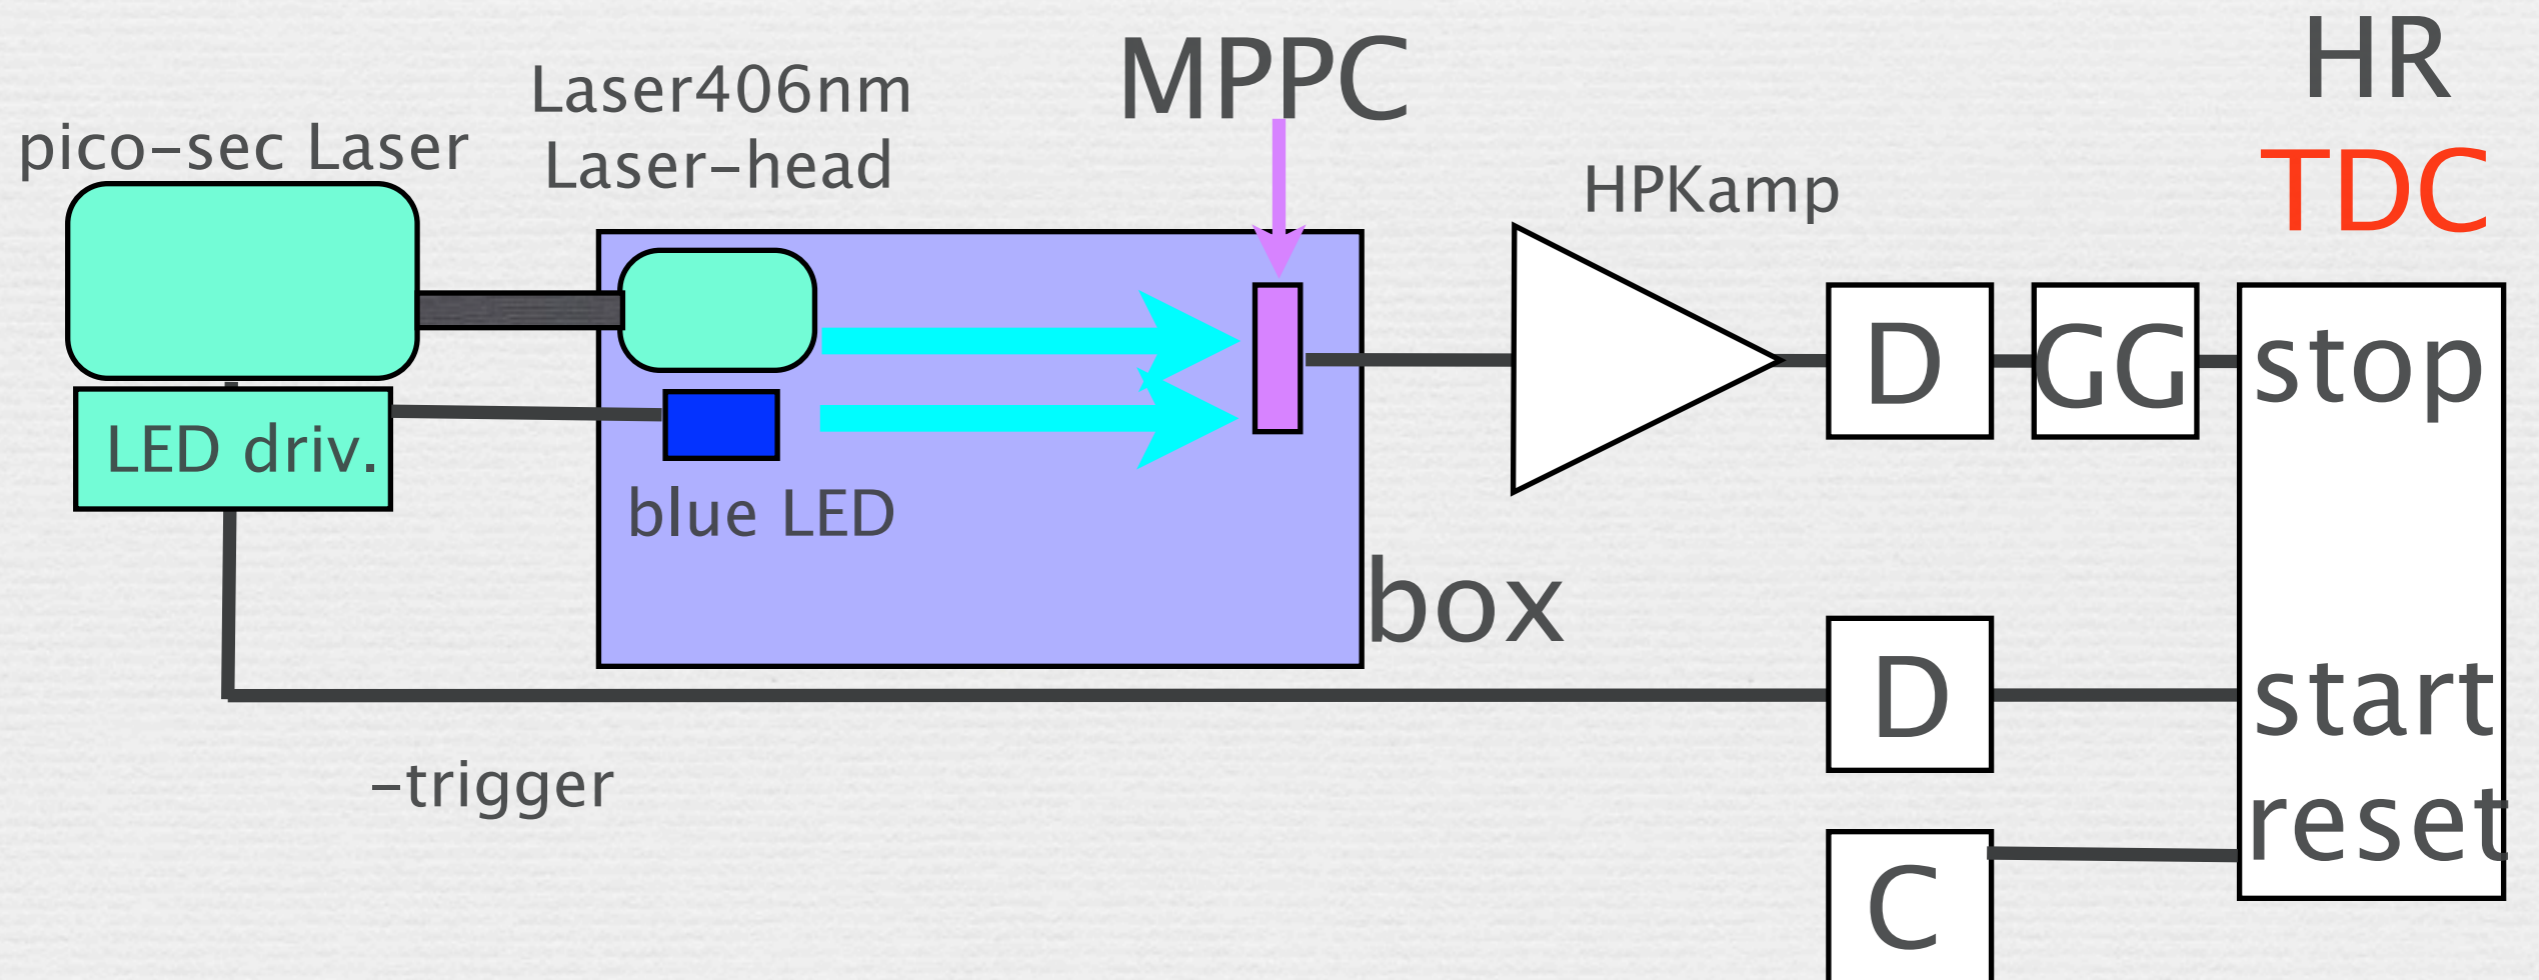 HR
TDC
MPPC
Laser406nm
Laser-head
pico-sec Laser
HPKamp
LED driv.
blue LED
box
D
GG
stop
D
start
-trigger
reset
C